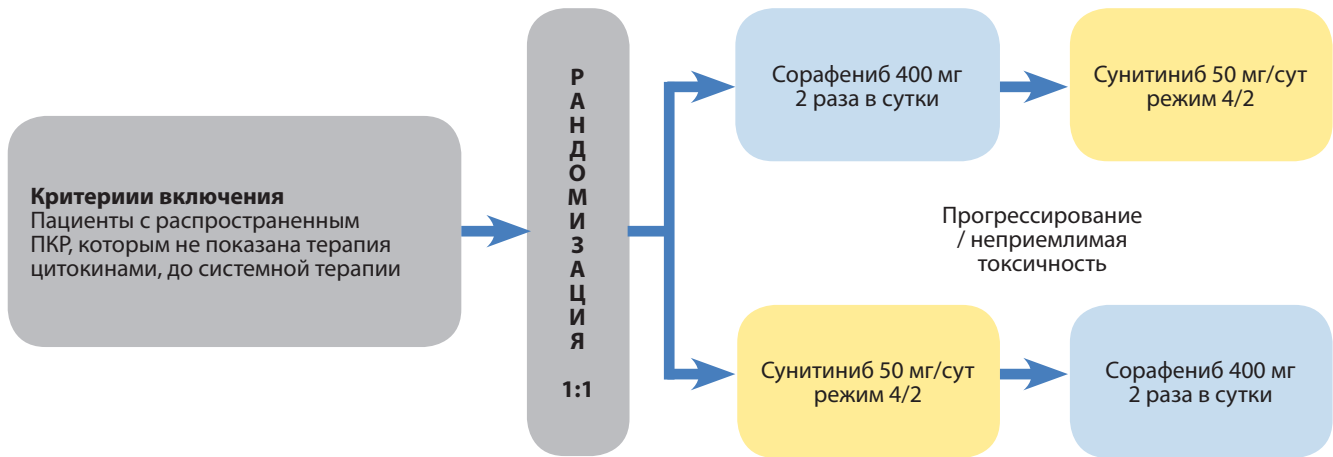 Критериии включения
Пациенты с распространенным
ПКР, которым не показана терапия
цитокинами, до системной терапии
Р
А
Н
Д
О
М
И
З
А
Ц
И
Я
1:1
Сорафениб 400 мг
2 раза в сутки
Сунитиниб 50 мг/сут
режим 4/2
Прогрессирование
/ неприемлимая
токсичность
Сунитиниб 50 мг/сут
режим 4/2
Сорафениб 400 мг
2 раза в сутки